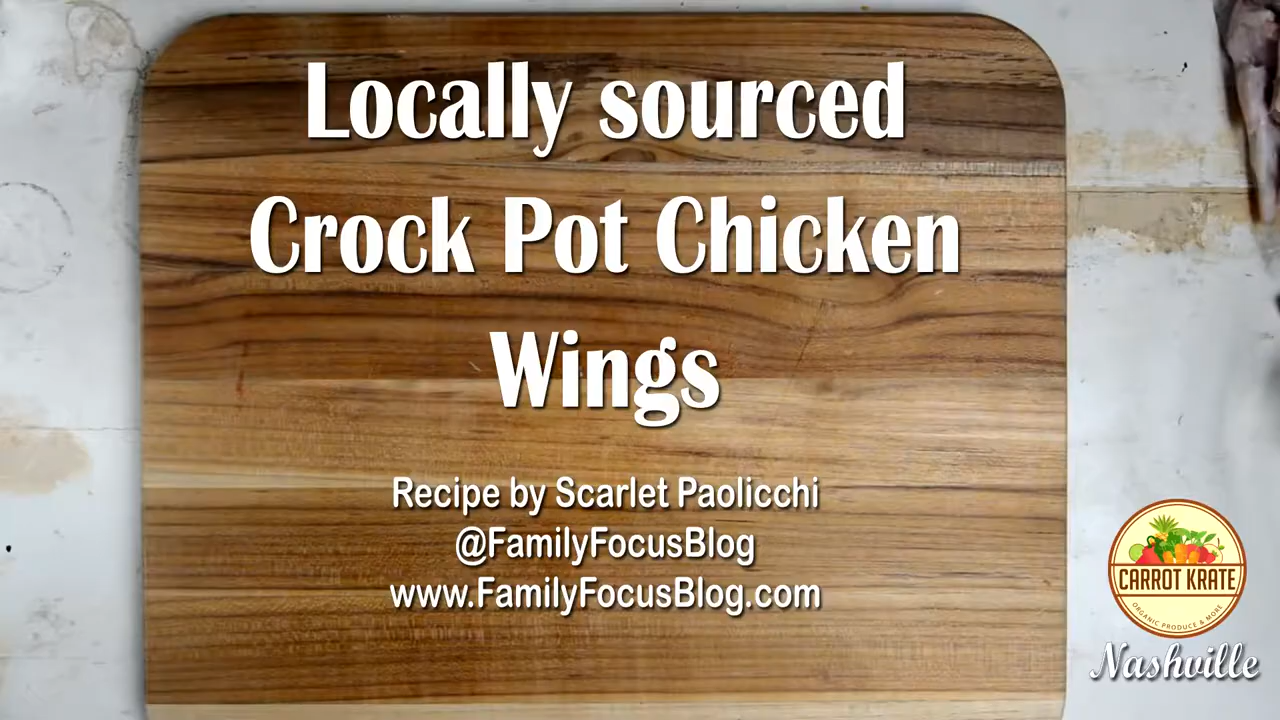 Locally sourced
Crock Pot Chicken
Wings
Recipe by Scarlet Paolicchi
@FamilyFocusBlog
www.FamilyFocusBlog.com
CARROT KRATE
ORGANIC PRODUCE & MORE
Nashville